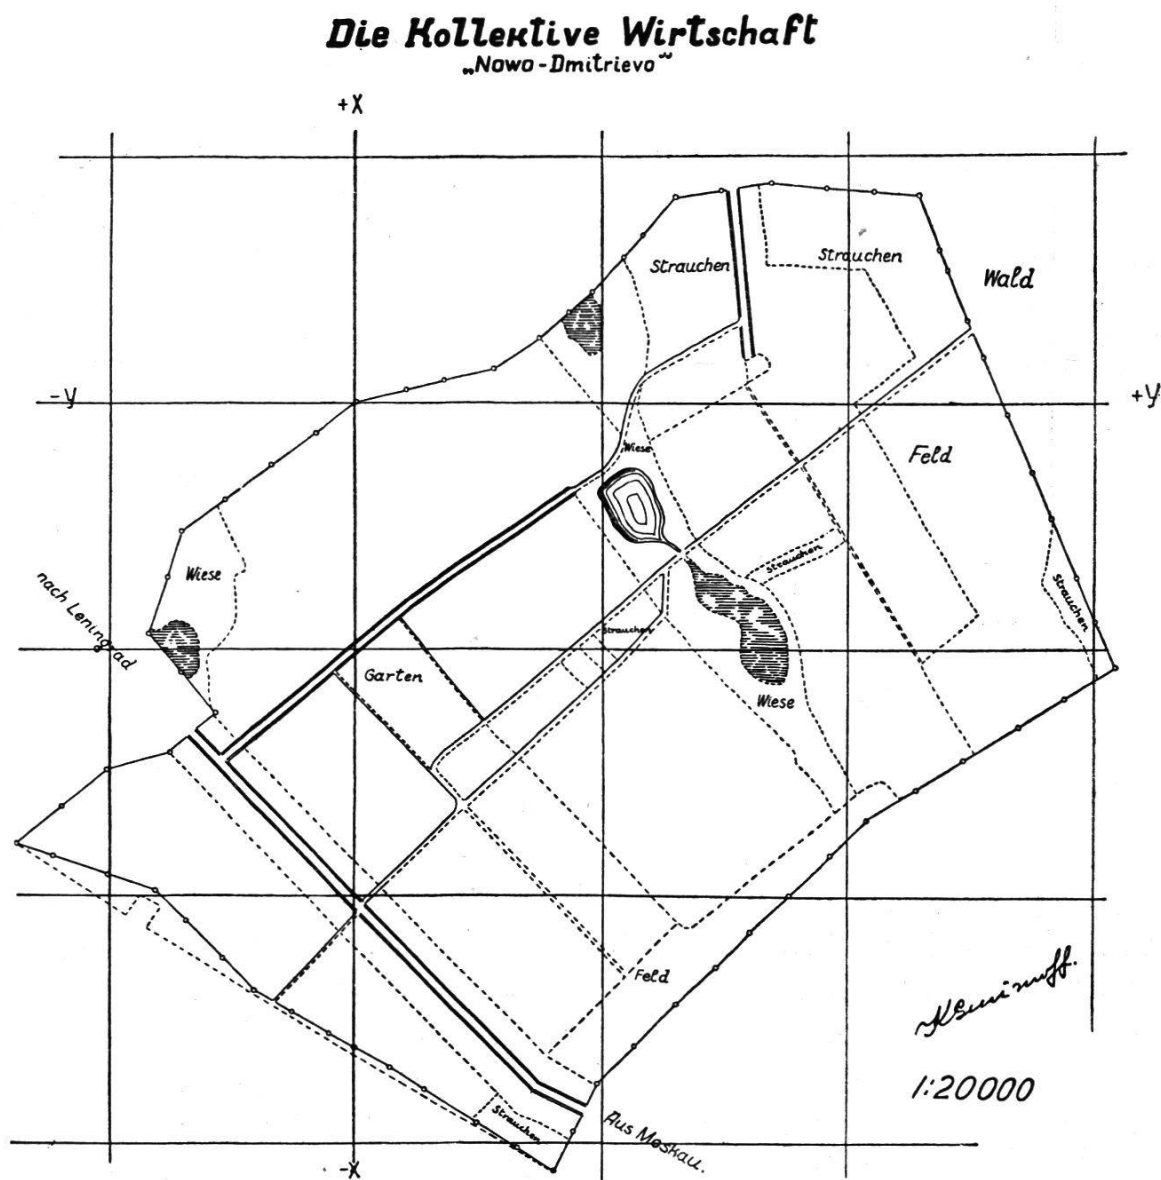 Die Kollektive Wirtschaft
„Nowo-Dmitrievo“
+X
Strauchen
Strauchen
Wald
-Y
+Y
Wiese
Feld
Strauchen
Wiese
nach Leningrad
Strauchen
Strauchen
Garten
Wiese
Feld
1:20000
Strauchen
Aus Moskau.
-X